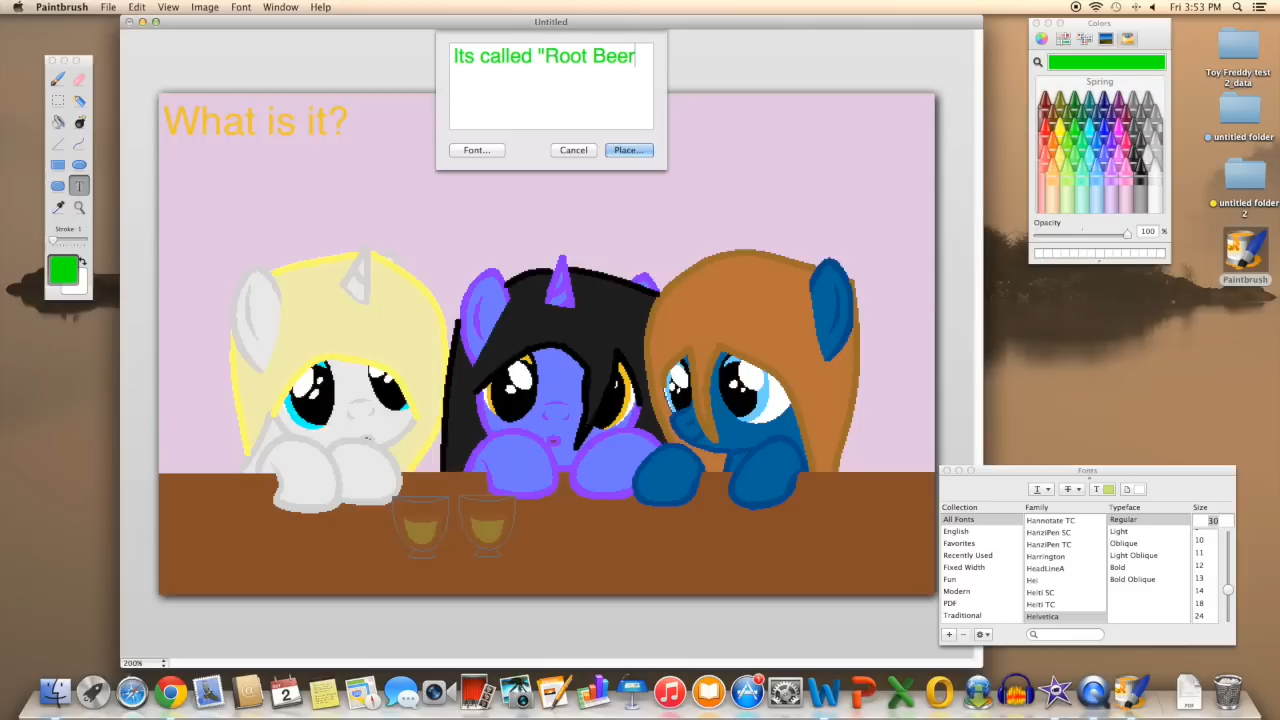 Paintbrush File Edit View Image Font Window Help
Fri 3:53 PM
Untitled
Its called "Root Beer
Font...
Cancel
Place...
What is it?
Stroke: 1
T
200%
Colors
Spring
Opacity
100 %
Toy Freddy test
2_data
untitled folder
untitled folder
2
Paintbrush
Fonts
Collection Family Typeface Size
All Fonts
English
Favorites
Recently Used
Fixed Width
Fun
Modern
PDF
Traditional
Hannotate TC
HanziPen SC
HanziPen TC
Harrington
HeadLineA
Hei
Heiti SC
Heiti TC
Helvetica
Regular
Light
Oblique
Light Oblique
Bold
Bold Oblique
30
10
11
12
13
14
18
24